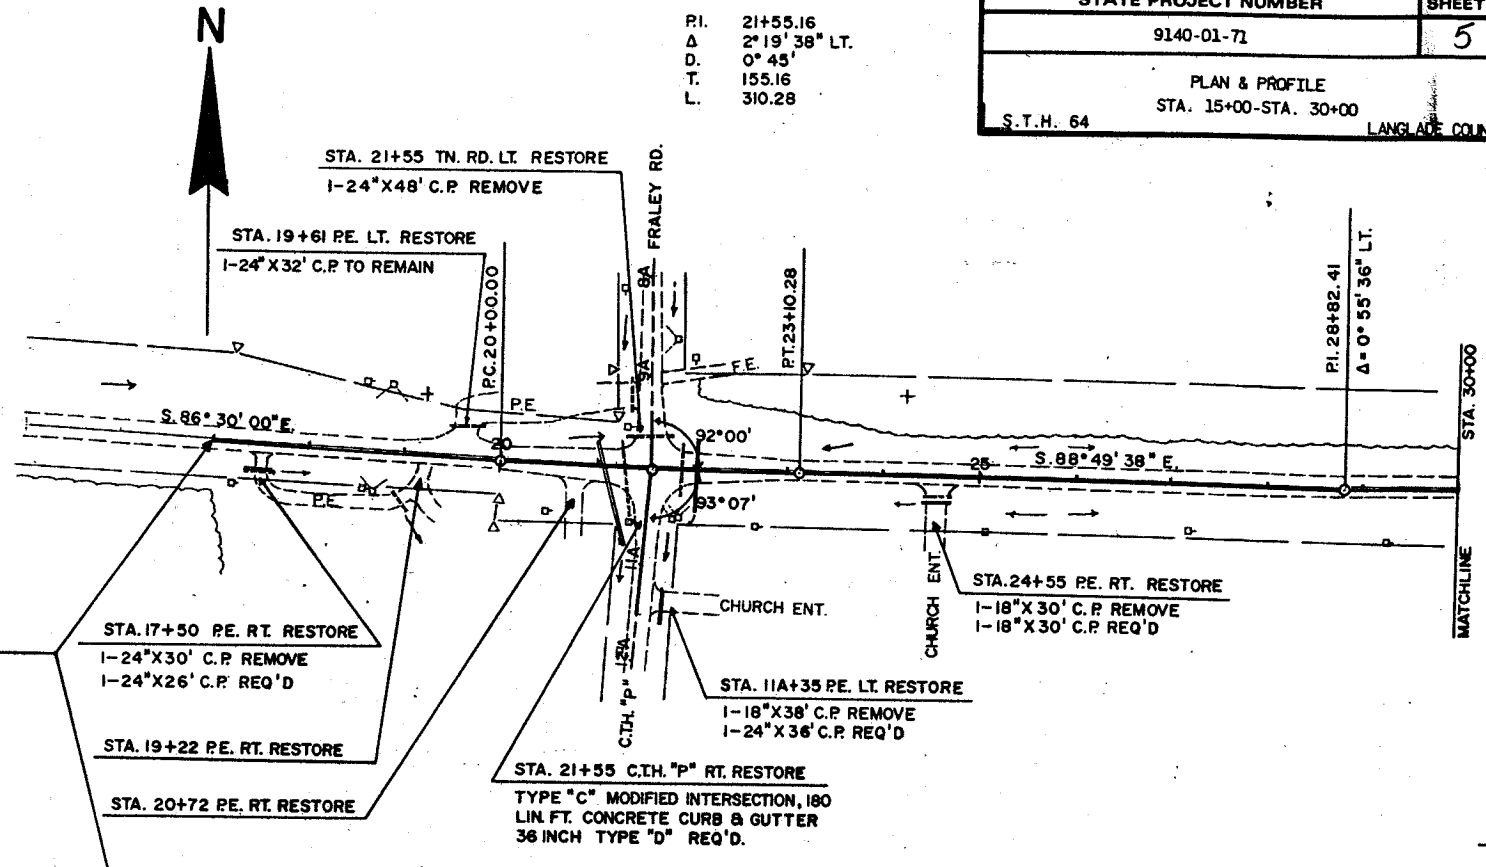 N
P.I. 21+55.16
Δ 2°19'38" LT.
D. 0°45'
T. 155.16
L. 310.28
STATE PROJECT NUMBER
SHEET
9140-01-71
5
PLAN & PROFILE
STA. 15+00-STA. 30+00
S.T.H. 64
LANGLADE COUN
STA. 21+55 TN. RD. LT. RESTORE
1-24"X48' C.P. REMOVE
STA. 19+61 P.E. LT. RESTORE
1-24"X32' C.P. TO REMAIN
P.C. 20+00.00
FRALEY RD.
8A
9A
P.T. 23+10.28
P.I. 28+82.41
Δ = 0°55'36" LT.
STA. 30+00
MATCHLINE
F.E.
P.E.
S. 86°30'00" E.
20
92°00'
25
S. 88°49'38" E.
93°07'
P.E.
11A
12A
C.T.H. "P"
CHURCH ENT.
CHURCH ENT.
STA. 24+55 P.E. RT. RESTORE
1-18"X30' C.P. REMOVE
1-18"X30' C.P. REQ'D
STA. 17+50 P.E. RT. RESTORE
1-24"X30' C.P. REMOVE
1-24"X26' C.P. REQ'D
STA. 11A+35 P.E. LT. RESTORE
1-18"X38' C.P. REMOVE
1-24"X36' C.P. REQ'D
STA. 19+22 P.E. RT. RESTORE
STA. 20+72 P.E. RT. RESTORE
STA. 21+55 C.T.H. "P" RT. RESTORE
TYPE "C" MODIFIED INTERSECTION, 180
LIN. FT. CONCRETE CURB & GUTTER
36 INCH TYPE "D" REQ'D.